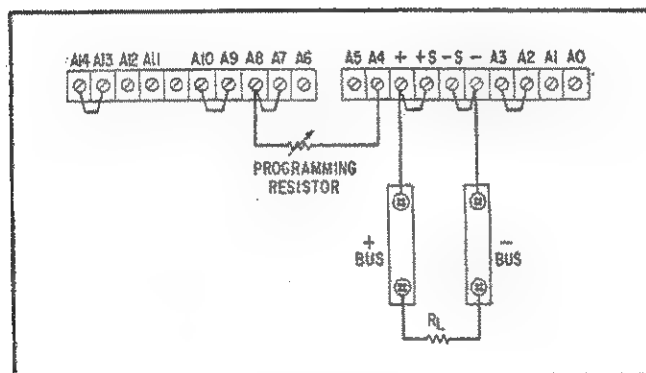 A14 A13 A12 A11 A10 A9 A8 A7 A6 A5 A4 + +S -S - A3 A2 A1 A0
PROGRAMMING
RESISTOR
+
BUS
-
BUS
RL